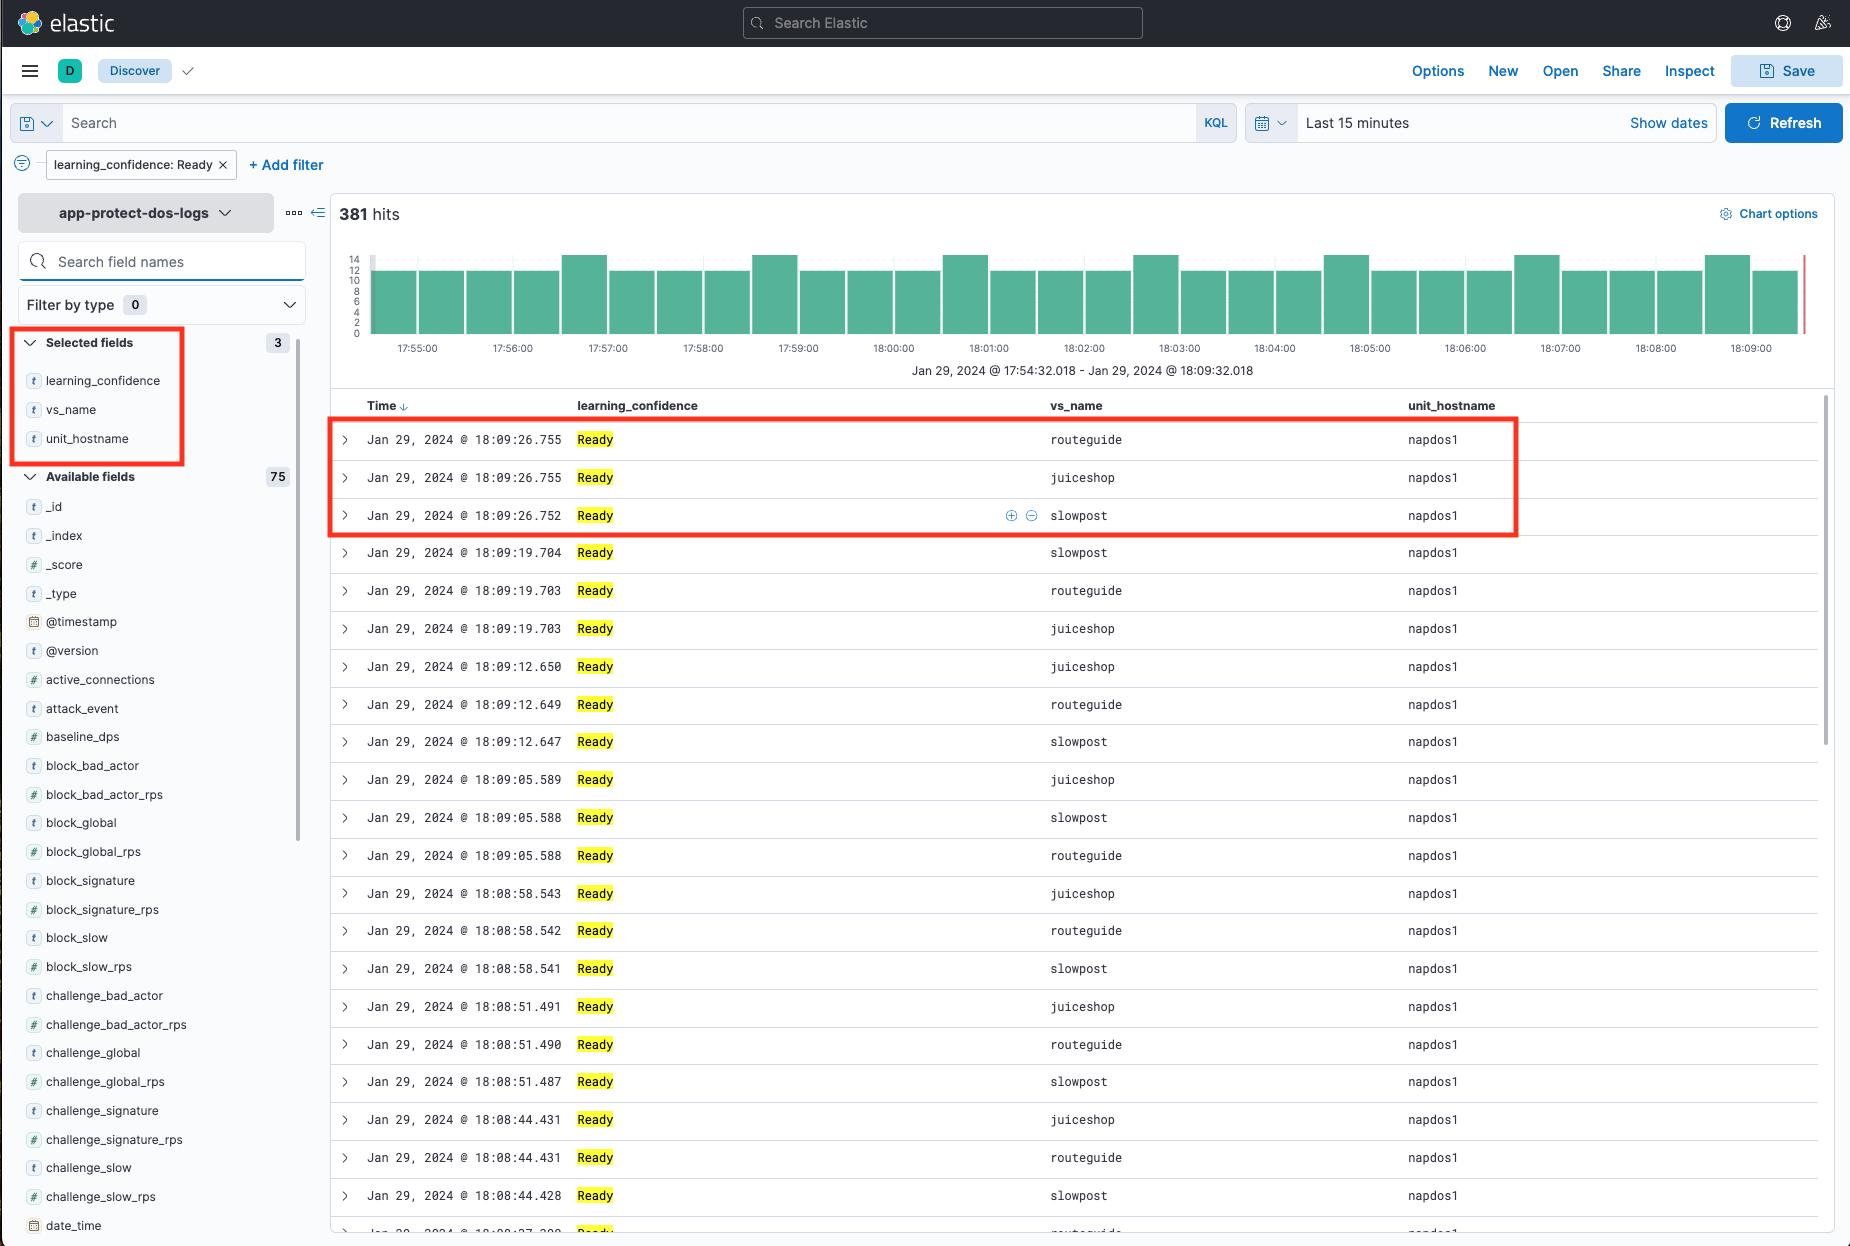 elastic
Search Elastic
D
Discover
Options New Open Share Inspect Save
Search
KQL
Last 15 minutes
Show dates
Refresh
learning_confidence: Ready
+ Add filter
app-protect-dos-logs
Search field names
Filter by type 0
Selected fields 3
t learning_confidence
t vs_name
t unit_hostname
Available fields 75
t _id
t _index
# _score
t _type
@timestamp
t @version
# active_connections
t attack_event
# baseline_dps
t block_bad_actor
# block_bad_actor_rps
t block_global
# block_global_rps
t block_signature
# block_signature_rps
t block_slow
# block_slow_rps
t challenge_bad_actor
# challenge_bad_actor_rps
t challenge_global
# challenge_global_rps
t challenge_signature
# challenge_signature_rps
t challenge_slow
# challenge_slow_rps
date_time
381 hits
Chart options
14
12
10
8
6
4
2
0
17:55:00 17:56:00 17:57:00 17:58:00 17:59:00 18:00:00 18:01:00 18:02:00 18:03:00 18:04:00 18:05:00 18:06:00 18:07:00 18:08:00 18:09:00
Jan 29, 2024 @ 17:54:32.018 - Jan 29, 2024 @ 18:09:32.018
Time learning_confidence vs_name unit_hostname
Jan 29, 2024 @ 18:09:26.755 Ready routeguide napdos1
Jan 29, 2024 @ 18:09:26.755 Ready juiceshop napdos1
Jan 29, 2024 @ 18:09:26.752 Ready slowpost napdos1
Jan 29, 2024 @ 18:09:19.704 Ready slowpost napdos1
Jan 29, 2024 @ 18:09:19.703 Ready routeguide napdos1
Jan 29, 2024 @ 18:09:19.703 Ready juiceshop napdos1
Jan 29, 2024 @ 18:09:12.650 Ready juiceshop napdos1
Jan 29, 2024 @ 18:09:12.649 Ready routeguide napdos1
Jan 29, 2024 @ 18:09:12.647 Ready slowpost napdos1
Jan 29, 2024 @ 18:09:05.589 Ready juiceshop napdos1
Jan 29, 2024 @ 18:09:05.588 Ready slowpost napdos1
Jan 29, 2024 @ 18:09:05.588 Ready routeguide napdos1
Jan 29, 2024 @ 18:08:58.543 Ready juiceshop napdos1
Jan 29, 2024 @ 18:08:58.542 Ready routeguide napdos1
Jan 29, 2024 @ 18:08:58.541 Ready slowpost napdos1
Jan 29, 2024 @ 18:08:51.491 Ready juiceshop napdos1
Jan 29, 2024 @ 18:08:51.490 Ready routeguide napdos1
Jan 29, 2024 @ 18:08:51.487 Ready slowpost napdos1
Jan 29, 2024 @ 18:08:44.431 Ready juiceshop napdos1
Jan 29, 2024 @ 18:08:44.431 Ready routeguide napdos1
Jan 29, 2024 @ 18:08:44.428 Ready slowpost napdos1